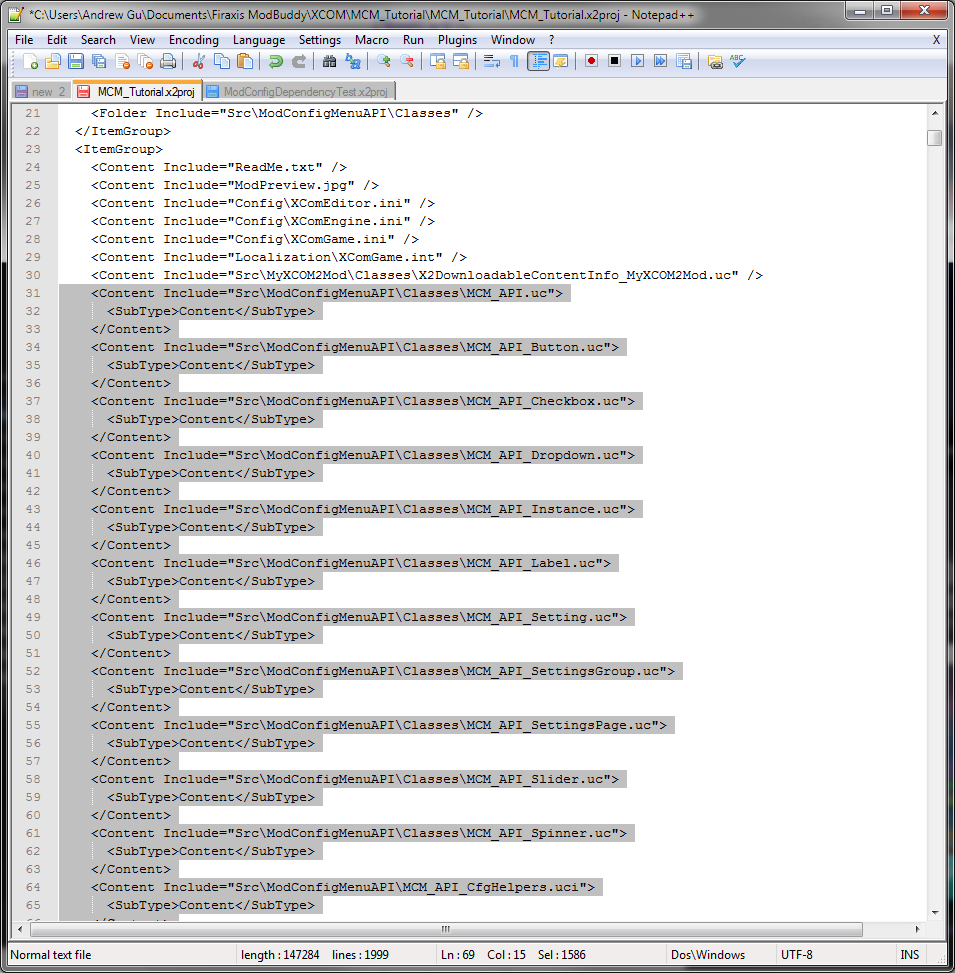 *C:\Users\Andrew Gu\Documents\Firaxis ModBuddy\XCOM\MCM_Tutorial\MCM_Tutorial\MCM_Tutorial.x2proj - Notepad++
File Edit Search View Encoding Language Settings Macro Run Plugins Window ? X
new 2 MCM_Tutorial.x2proj ModConfigDependencyTest.x2proj
21 <Folder Include="Src\ModConfigMenuAPI\Classes" />
22 </ItemGroup>
23 <ItemGroup>
24 <Content Include="ReadMe.txt" />
25 <Content Include="ModPreview.jpg" />
26 <Content Include="Config\XComEditor.ini" />
27 <Content Include="Config\XComEngine.ini" />
28 <Content Include="Config\XComGame.ini" />
29 <Content Include="Localization\XComGame.int" />
30 <Content Include="Src\MyXCOM2Mod\Classes\X2DownloadableContentInfo_MyXCOM2Mod.uc" />
31 <Content Include="Src\ModConfigMenuAPI\Classes\MCM_API.uc">
32 <SubType>Content</SubType>
33 </Content>
34 <Content Include="Src\ModConfigMenuAPI\Classes\MCM_API_Button.uc">
35 <SubType>Content</SubType>
36 </Content>
37 <Content Include="Src\ModConfigMenuAPI\Classes\MCM_API_Checkbox.uc">
38 <SubType>Content</SubType>
39 </Content>
40 <Content Include="Src\ModConfigMenuAPI\Classes\MCM_API_Dropdown.uc">
41 <SubType>Content</SubType>
42 </Content>
43 <Content Include="Src\ModConfigMenuAPI\Classes\MCM_API_Instance.uc">
44 <SubType>Content</SubType>
45 </Content>
46 <Content Include="Src\ModConfigMenuAPI\Classes\MCM_API_Label.uc">
47 <SubType>Content</SubType>
48 </Content>
49 <Content Include="Src\ModConfigMenuAPI\Classes\MCM_API_Setting.uc">
50 <SubType>Content</SubType>
51 </Content>
52 <Content Include="Src\ModConfigMenuAPI\Classes\MCM_API_SettingsGroup.uc">
53 <SubType>Content</SubType>
54 </Content>
55 <Content Include="Src\ModConfigMenuAPI\Classes\MCM_API_SettingsPage.uc">
56 <SubType>Content</SubType>
57 </Content>
58 <Content Include="Src\ModConfigMenuAPI\Classes\MCM_API_Slider.uc">
59 <SubType>Content</SubType>
60 </Content>
61 <Content Include="Src\ModConfigMenuAPI\Classes\MCM_API_Spinner.uc">
62 <SubType>Content</SubType>
63 </Content>
64 <Content Include="Src\ModConfigMenuAPI\MCM_API_CfgHelpers.uci">
65 <SubType>Content</SubType>
Normal text file length : 147284 lines : 1999 Ln : 69 Col : 15 Sel : 1586 Dos\Windows UTF-8 INS